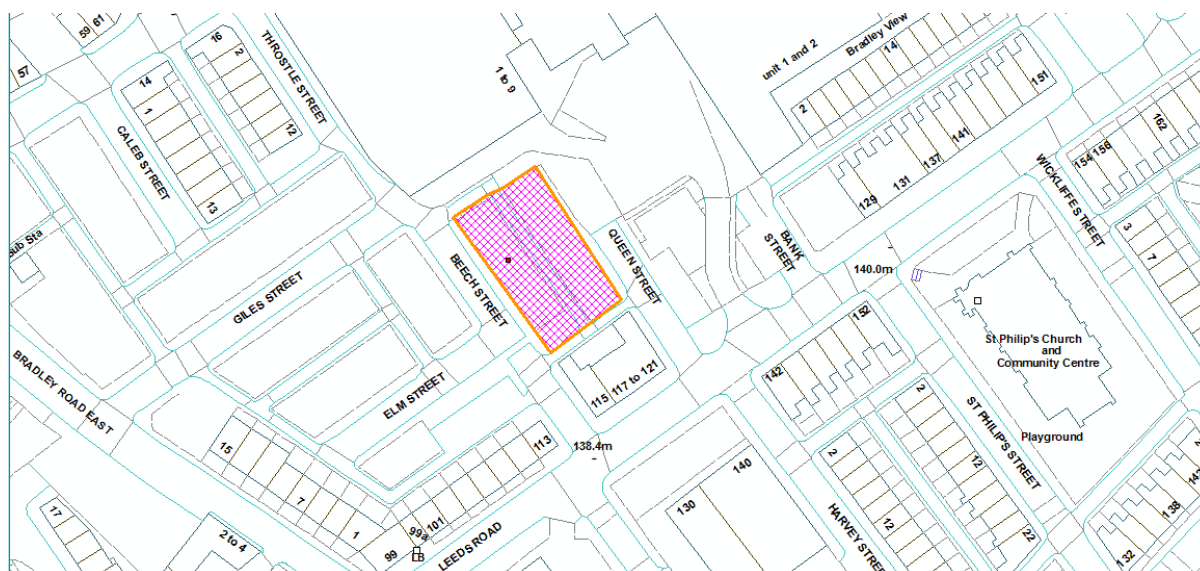 59
61
57
16
2
12
THROSTLE STREET
14
1
13
CALEB STREET
1 to 9
unit 1 and 2
Bradley View
14
2
151
141
137
131
129
162
154 156
WICKLIFFE STREET
3
7
Sub Sta
GILES STREET
BEECH STREET
QUEEN STREET
BANK
STREET
140.0m
St Philip's Church
and
Community Centre
Playground
BRADLEY ROAD EAST
ELM STREET
115
117 to 121
142
152
2
12
22
ST PHILIP'S STREET
15
7
1
99
99a
101
113
138.4m
LEEDS ROAD
LB
130
140
2
12
HARVEY STREET
17
2 to 4
132
138